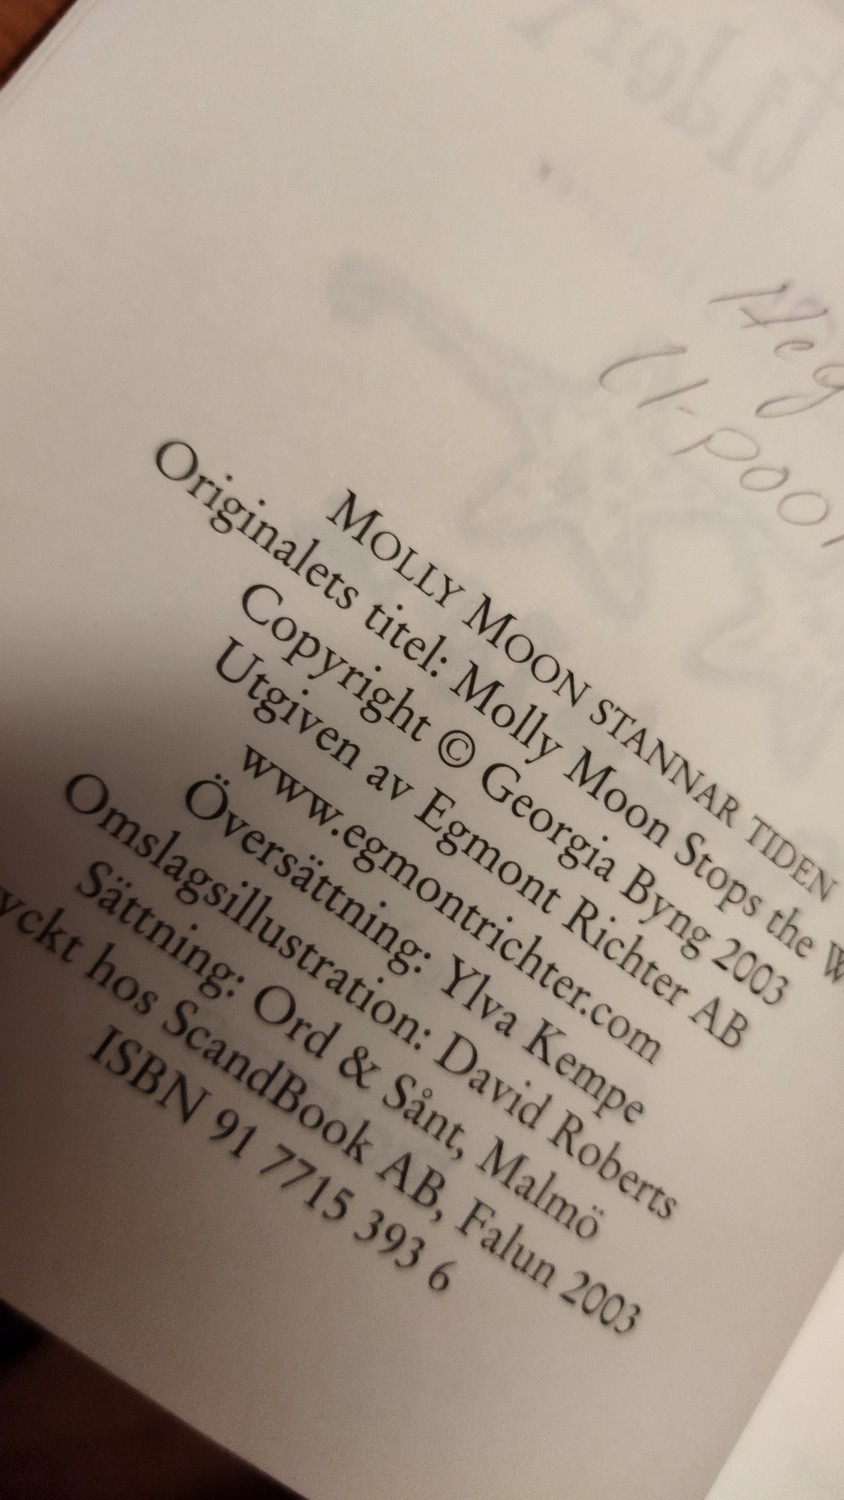 MOLLY MOON STANNAR TIDEN
Originalets titel: Molly Moon Stops the
Copyright © Georgia Byng 2003
Utgiven av Egmont Richter AB
www.egmontrichter.com
Översättning: Ylva Kempe
Omslagsillustration: David Roberts
Sättning: Ord & Sånt, Malmö
yckt hos ScandBook AB, Falun 2003
ISBN 91 7715 393 6